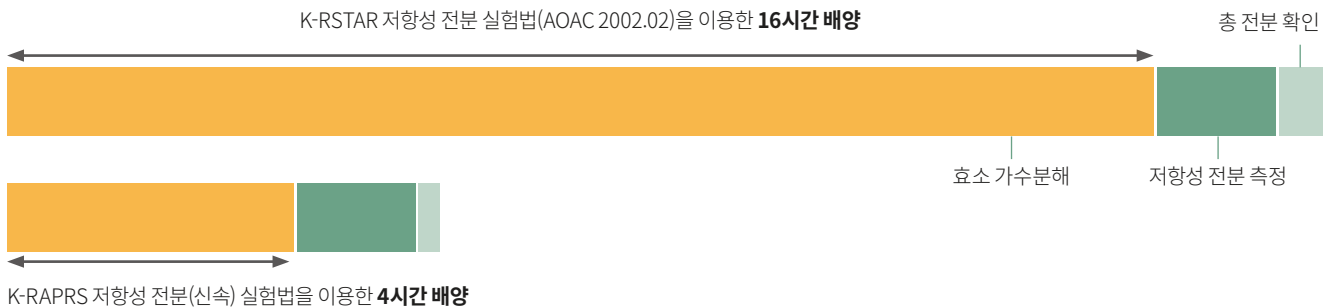 K-RSTAR 저항성 전분 실험법(AOAC 2002.02)을 이용한 16시간 배양
총 전분 확인
효소 가수분해
저항성 전분 측정
K-RAPRS 저항성 전분(신속) 실험법을 이용한 4시간 배양